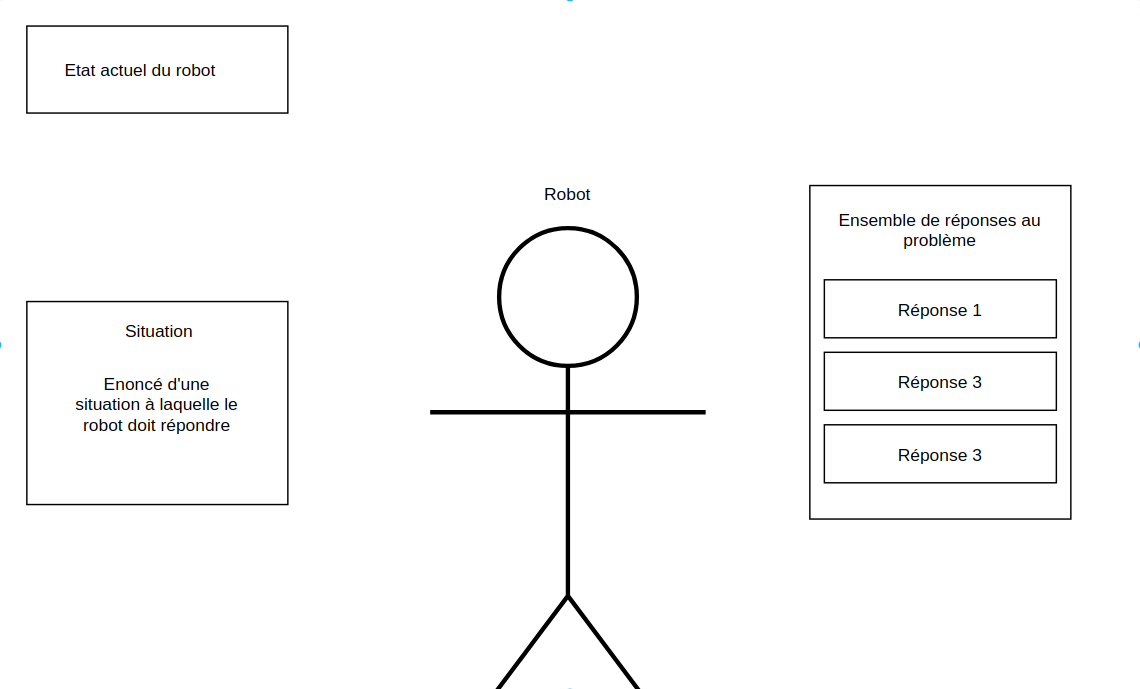 Etat actuel du robot
Robot
Situation
Enoncé d'une
situation à laquelle le
robot doit répondre
Ensemble de réponses au
problème
Réponse 1
Réponse 3
Réponse 3